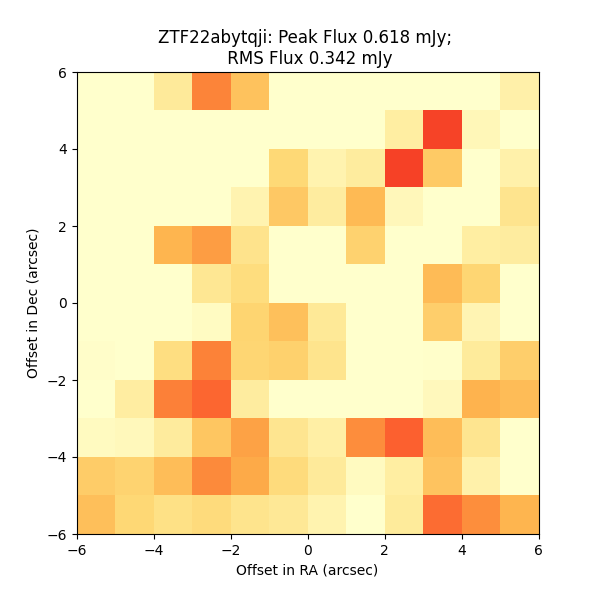 ZTF22abytqji: Peak Flux 0.618 mJy;
RMS Flux 0.342 mJy
6
4
2
0
−2
−4
−6
Offset in Dec (arcsec)
−6 −4 −2 0 2 4 6
Offset in RA (arcsec)